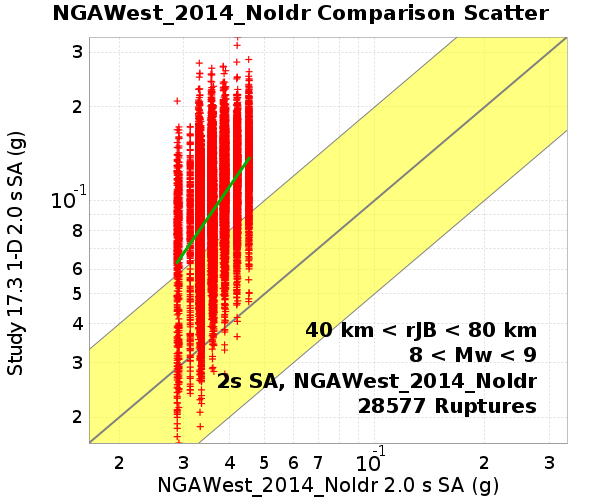 NGAWest_2014_NoIdr Comparison Scatter
Study 17.3 1-D 2.0 s SA (g)
3
2
10-1
8
6
5
4
3
2
40 km < rJB < 80 km
8 < Mw < 9
2s SA, NGAWest_2014_NoIdr
28577 Ruptures
2 3 4 5 6 7 10-1 2 3
NGAWest_2014_NoIdr 2.0 s SA (g)